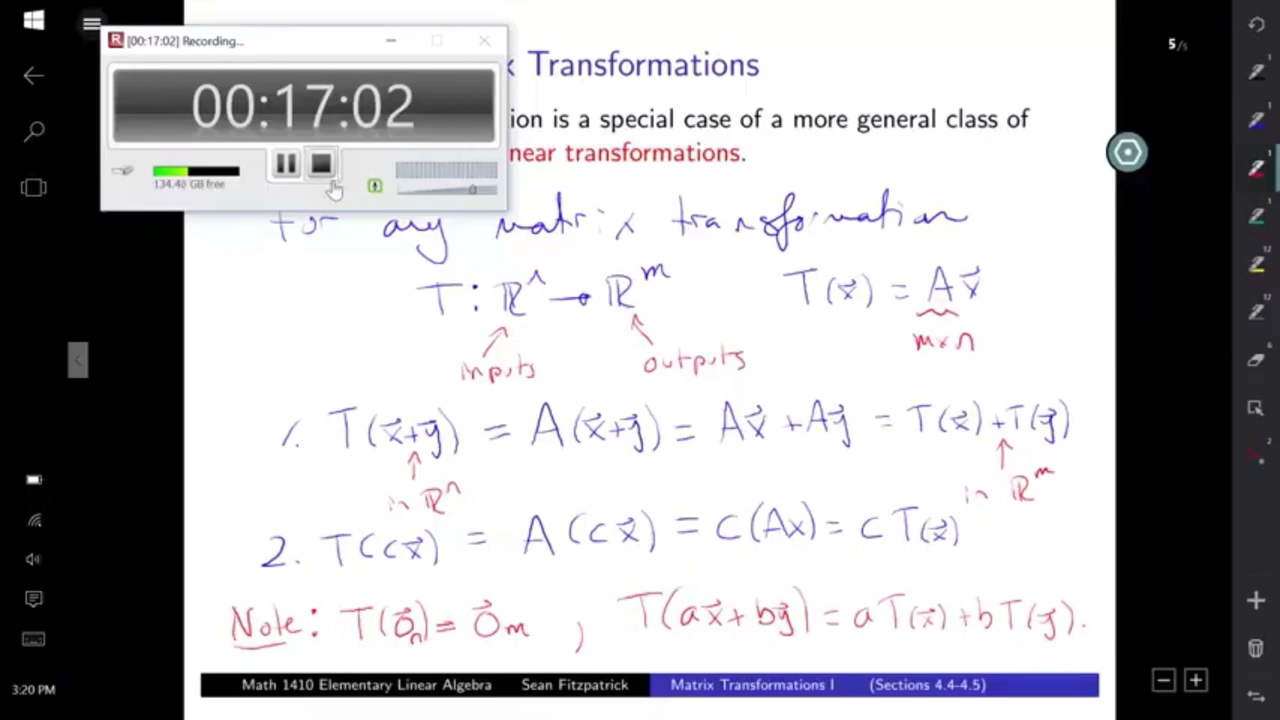 [00:17:02] Recording...
00:17:02
134.40 GB free
5/5
x Transformations
ion is a special case of a more general class of
near transformations.
For any matrix transformation
T : ℝⁿ → ℝᵐ T(x⃗) = Ax⃗
inputs outputs m×n
1. T(x⃗+y⃗) = A(x⃗+y⃗) = Ax⃗ + Ay⃗ = T(x⃗) + T(y⃗)
in ℝⁿ in ℝᵐ
2. T(cx⃗) = A(cx⃗) = c(Ax) = cT(x⃗)
Note: T(0⃗ₙ) = 0⃗m , T(ax⃗ + by⃗) = aT(x⃗) + bT(y⃗).
Math 1410 Elementary Linear Algebra Sean Fitzpatrick Matrix Transformations I (Sections 4.4-4.5)
3:20 PM